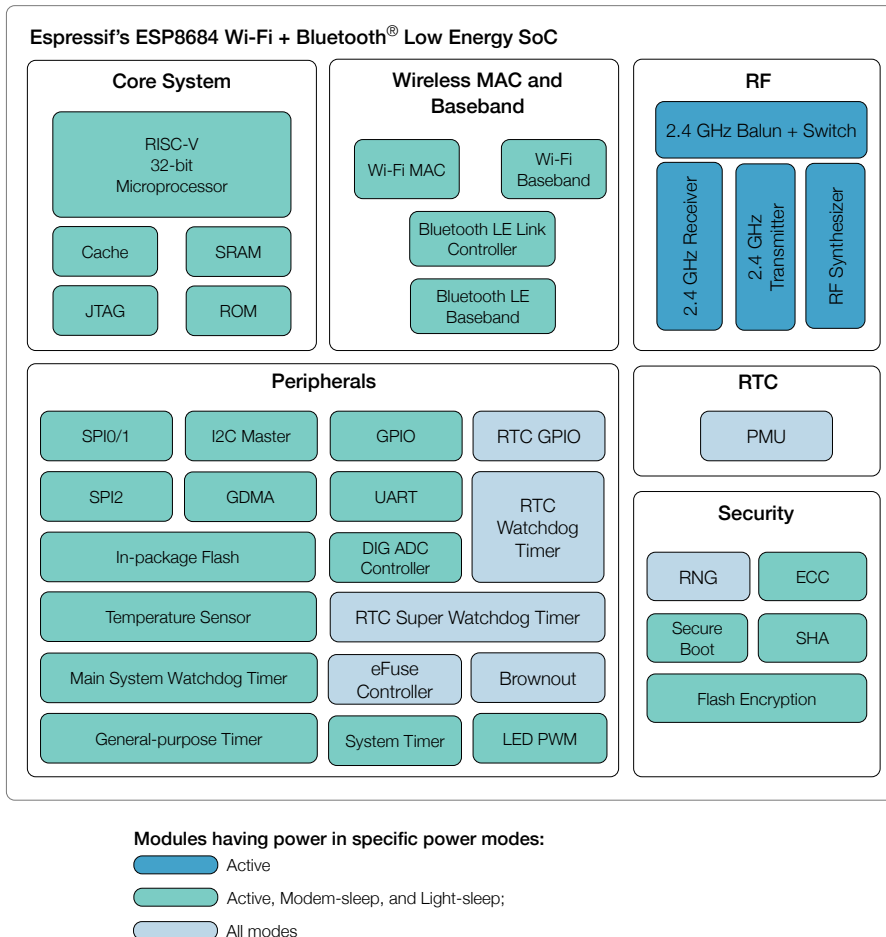 Espressif's ESP8684 Wi-Fi + Bluetooth® Low Energy SoC
Core System
RISC-V
32-bit
Microprocessor
Cache
SRAM
JTAG
ROM
Wireless MAC and
Baseband
Wi-Fi MAC
Wi-Fi
Baseband
Bluetooth LE Link
Controller
Bluetooth LE
Baseband
RF
2.4 GHz Balun + Switch
2.4 GHz Receiver
2.4 GHz
Transmitter
RF Synthesizer
Peripherals
SPI0/1
I2C Master
GPIO
RTC GPIO
SPI2
GDMA
UART
RTC
Watchdog
Timer
In-package Flash
DIG ADC
Controller
Temperature Sensor
RTC Super Watchdog Timer
Main System Watchdog Timer
eFuse
Controller
Brownout
General-purpose Timer
System Timer
LED PWM
RTC
PMU
Security
RNG
ECC
Secure
Boot
SHA
Flash Encryption
Modules having power in specific power modes:
Active
Active, Modem-sleep, and Light-sleep;
All modes